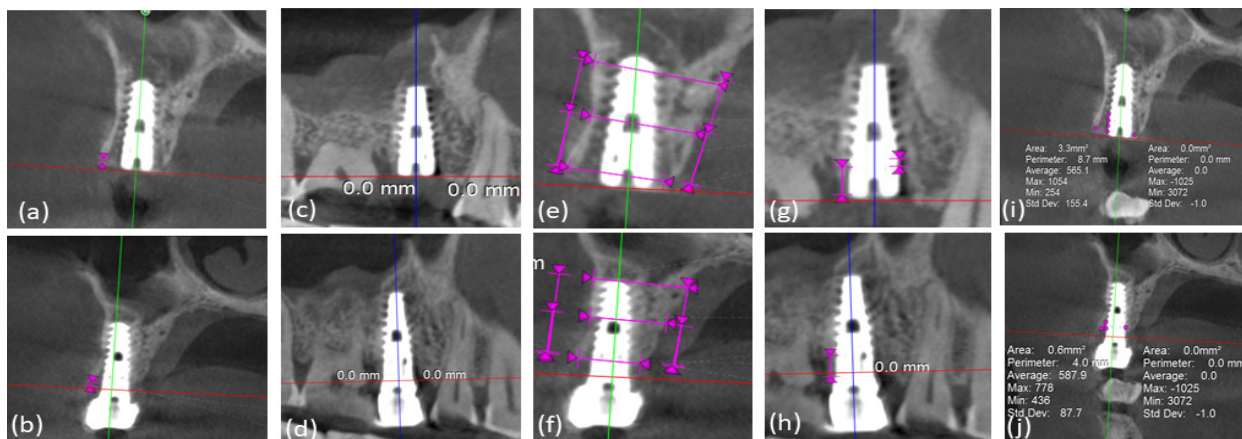 (a)
(c)
0.0 mm
0.0 mm
(e)
(g)
(i)
Area: 3.3mm²
Perimeter: 8.7 mm
Average: 565.1
Max: 1054
Min: 254
Std Dev: 155.4
Area: 0.0mm²
Perimeter: 0.0 mm
Average: 0.0
Max: -1025
Min: 3072
Std Dev: -1.0
(b)
(d)
0.0 mm
0.0 mm
(f)
m
(h)
0.0 mm
(j)
Area: 0.6mm²
Perimeter: 4.0 mm
Average: 587.9
Max: 778
Min: 436
Std Dev: 87.7
Area: 0.0mm²
Perimeter: 0.0 mm
Average: 0.0
Max: -1025
Min: 3072
Std Dev: -1.0